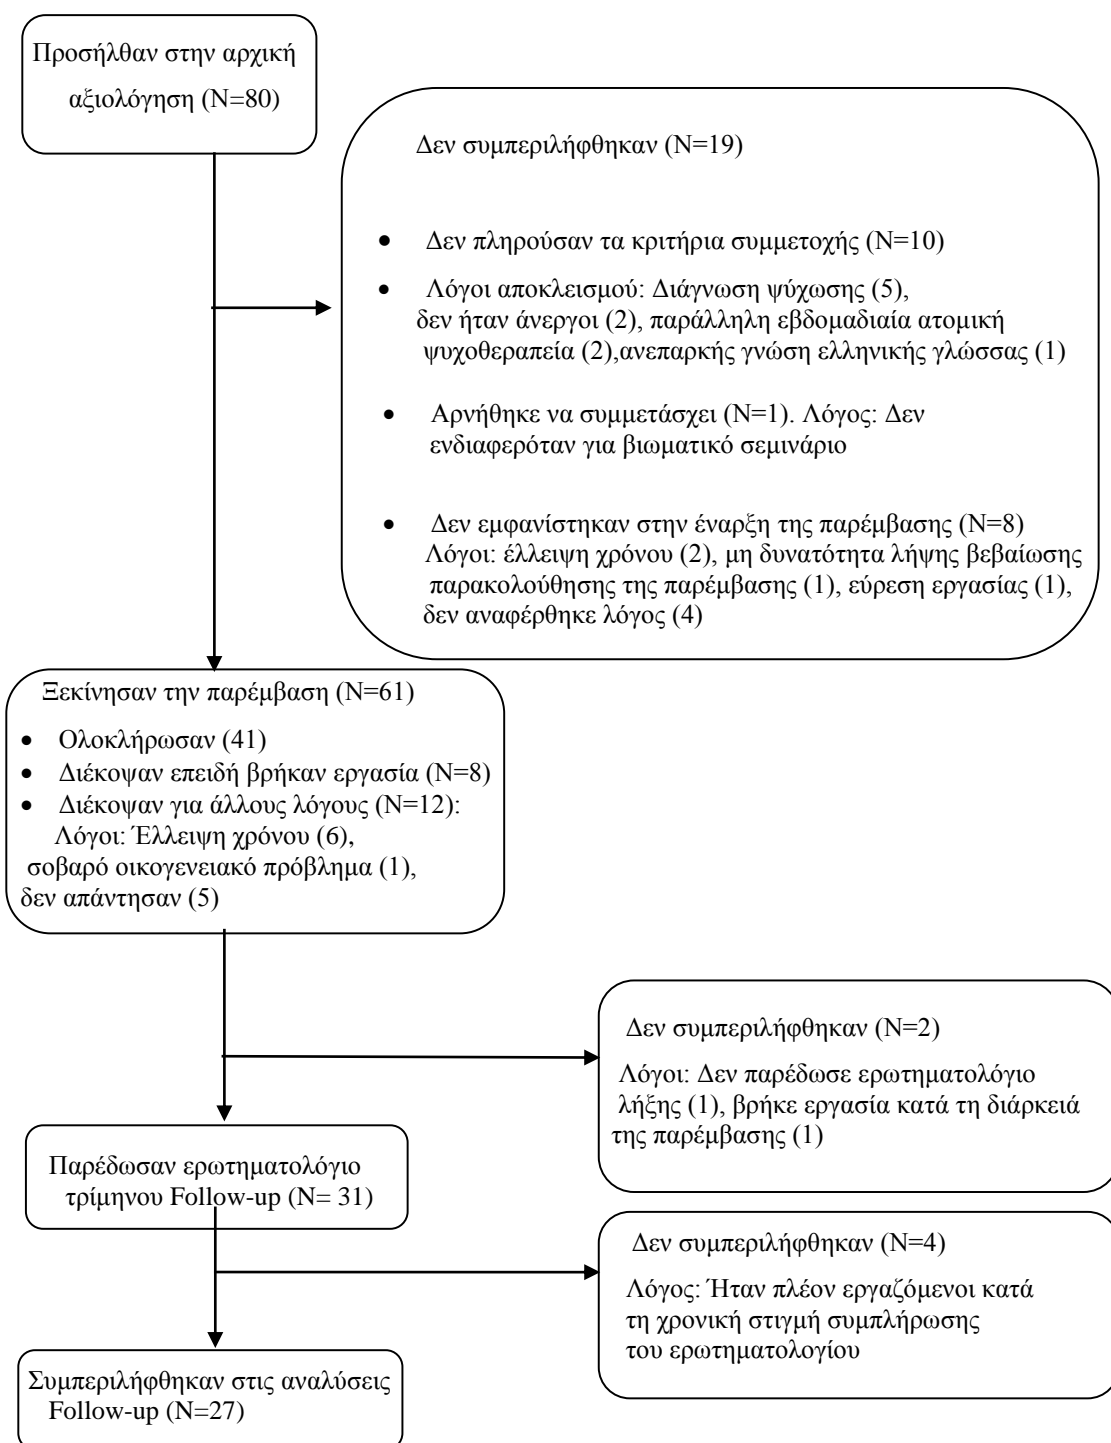 Προσήλθαν στην αρχική
αξιολόγηση (N=80)
Δεν συμπεριλήφθηκαν (N=19)
• Δεν πληρούσαν τα κριτήρια συμμετοχής (N=10)
• Λόγοι αποκλεισμού: Διάγνωση ψύχωσης (5),
δεν ήταν άνεργοι (2), παράλληλη εβδομαδιαία ατομική
ψυχοθεραπεία (2),ανεπαρκής γνώση ελληνικής γλώσσας (1)
• Αρνήθηκε να συμμετάσχει (N=1). Λόγος: Δεν
ενδιαφερόταν για βιωματικό σεμινάριο
• Δεν εμφανίστηκαν στην έναρξη της παρέμβασης (N=8)
Λόγοι: έλλειψη χρόνου (2), μη δυνατότητα λήψης βεβαίωσης
παρακολούθησης της παρέμβασης (1), εύρεση εργασίας (1),
δεν αναφέρθηκε λόγος (4)
Ξεκίνησαν την παρέμβαση (N=61)
• Ολοκλήρωσαν (41)
• Διέκοψαν επειδή βρήκαν εργασία (N=8)
• Διέκοψαν για άλλους λόγους (N=12):
Λόγοι: Έλλειψη χρόνου (6),
σοβαρό οικογενειακό πρόβλημα (1),
δεν απάντησαν (5)
Δεν συμπεριλήφθηκαν (N=2)
Λόγοι: Δεν παρέδωσε ερωτηματολόγιο
λήξης (1), βρήκε εργασία κατά τη διάρκειά
της παρέμβασης (1)
Παρέδωσαν ερωτηματολόγιο
τρίμηνου Follow-up (N= 31)
Δεν συμπεριλήφθηκαν (N=4)
Λόγος: Ήταν πλέον εργαζόμενοι κατά
τη χρονική στιγμή συμπλήρωσης
του ερωτηματολογίου
Συμπεριλήφθηκαν στις αναλύσεις
Follow-up (N=27)